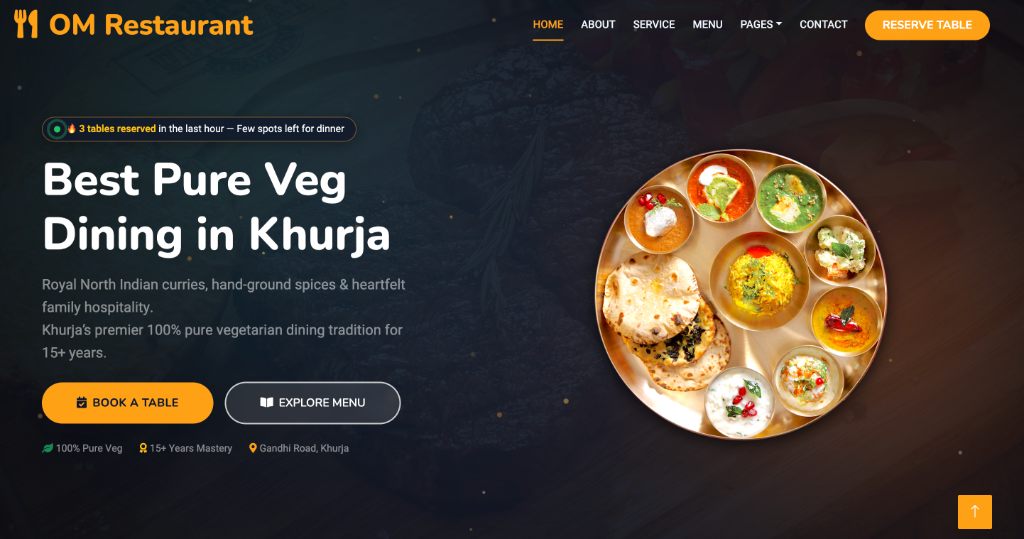 OM Restaurant
HOME ABOUT SERVICE MENU PAGES CONTACT RESERVE TABLE
🔥 3 tables reserved in the last hour — Few spots left for dinner
Best Pure Veg
Dining in Khurja
Royal North Indian curries, hand-ground spices & heartfelt
family hospitality.
Khurja's premier 100% pure vegetarian dining tradition for
15+ years.
BOOK A TABLE EXPLORE MENU
100% Pure Veg 15+ Years Mastery Gandhi Road, Khurja